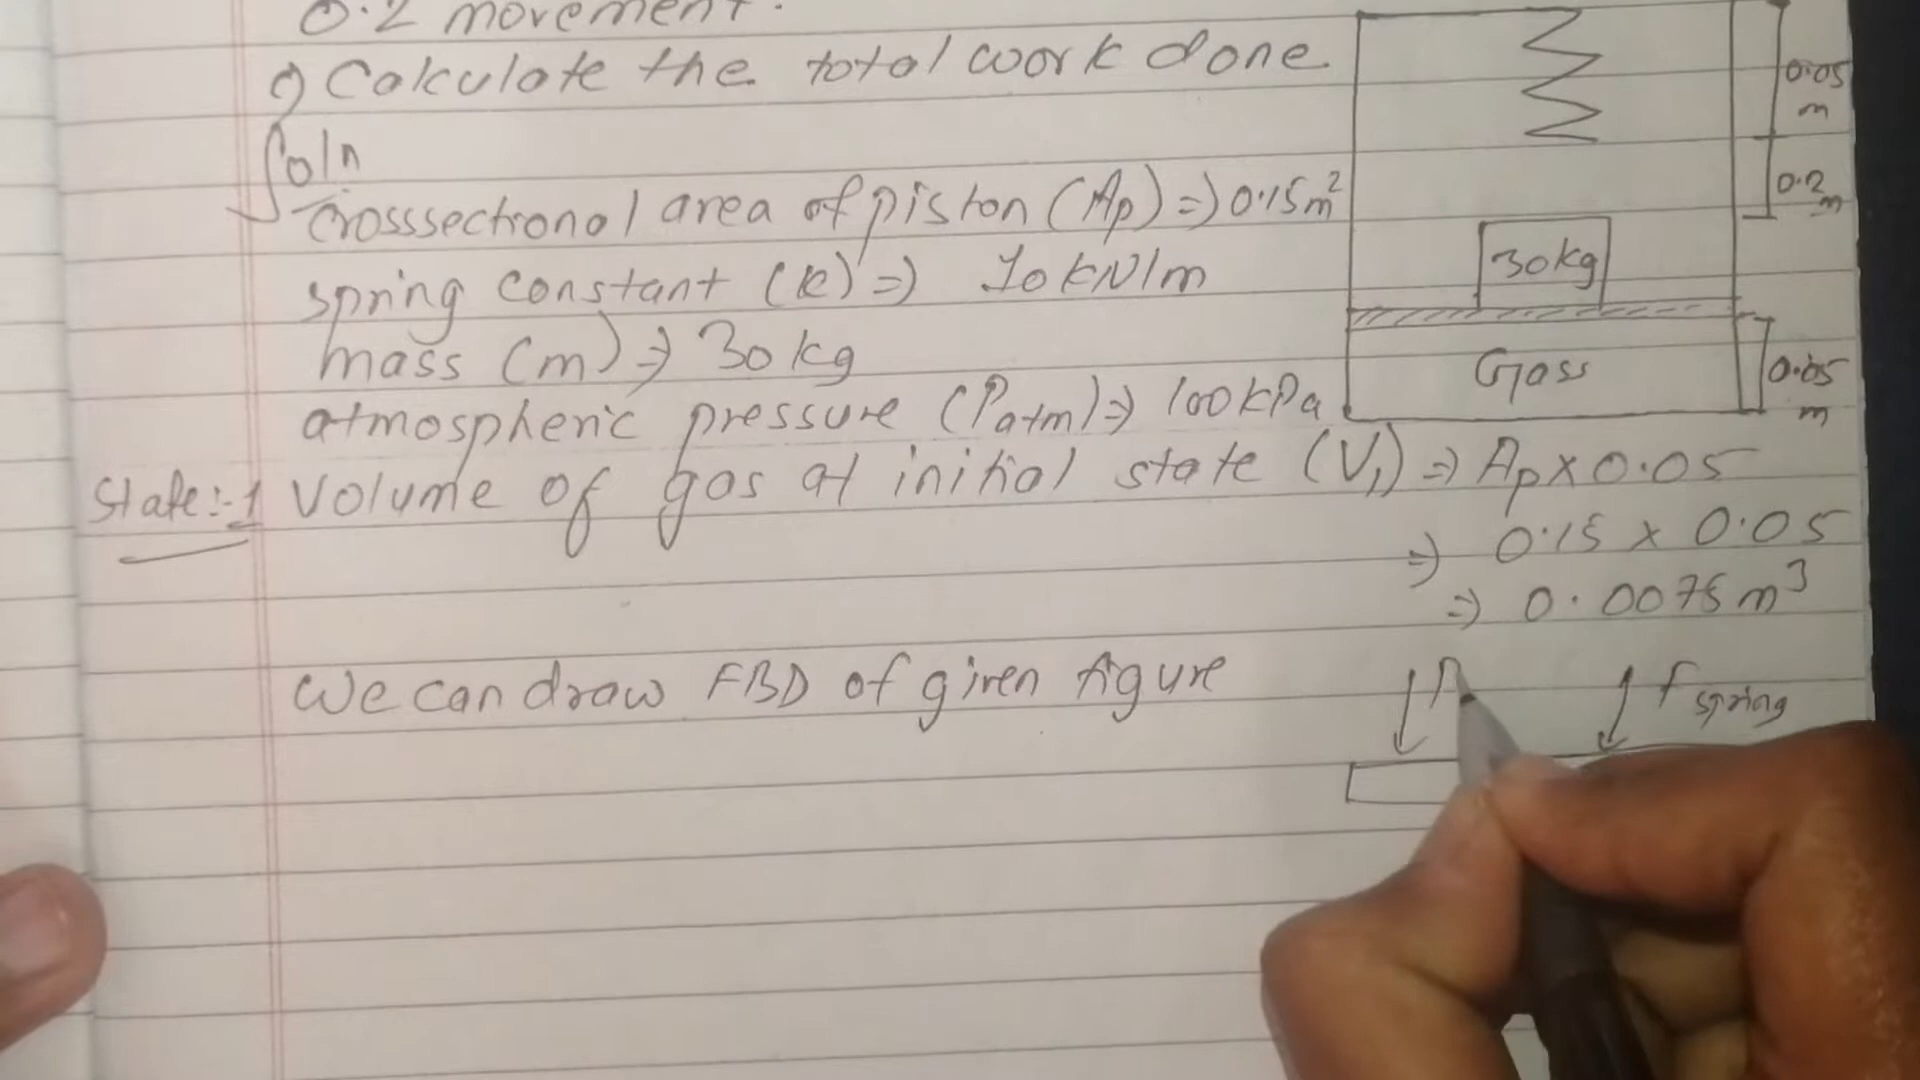 0.2 movement.
g) Calculate the total work done.
Soln
Crosssectional area of piston (Ap) => 0.15m²
spring constant (k) => 10 kN/m
mass (m) => 30 kg
atmospheric pressure (Patm) => 100kPa
State:-1 Volume of gas at initial state (V₁) => Ap x 0.05
=> 0.15 x 0.05
=> 0.0075 m³
We can draw FBD of given figure
F spring
0.05
m
0.2
m
30kg
Gass
0.05
m